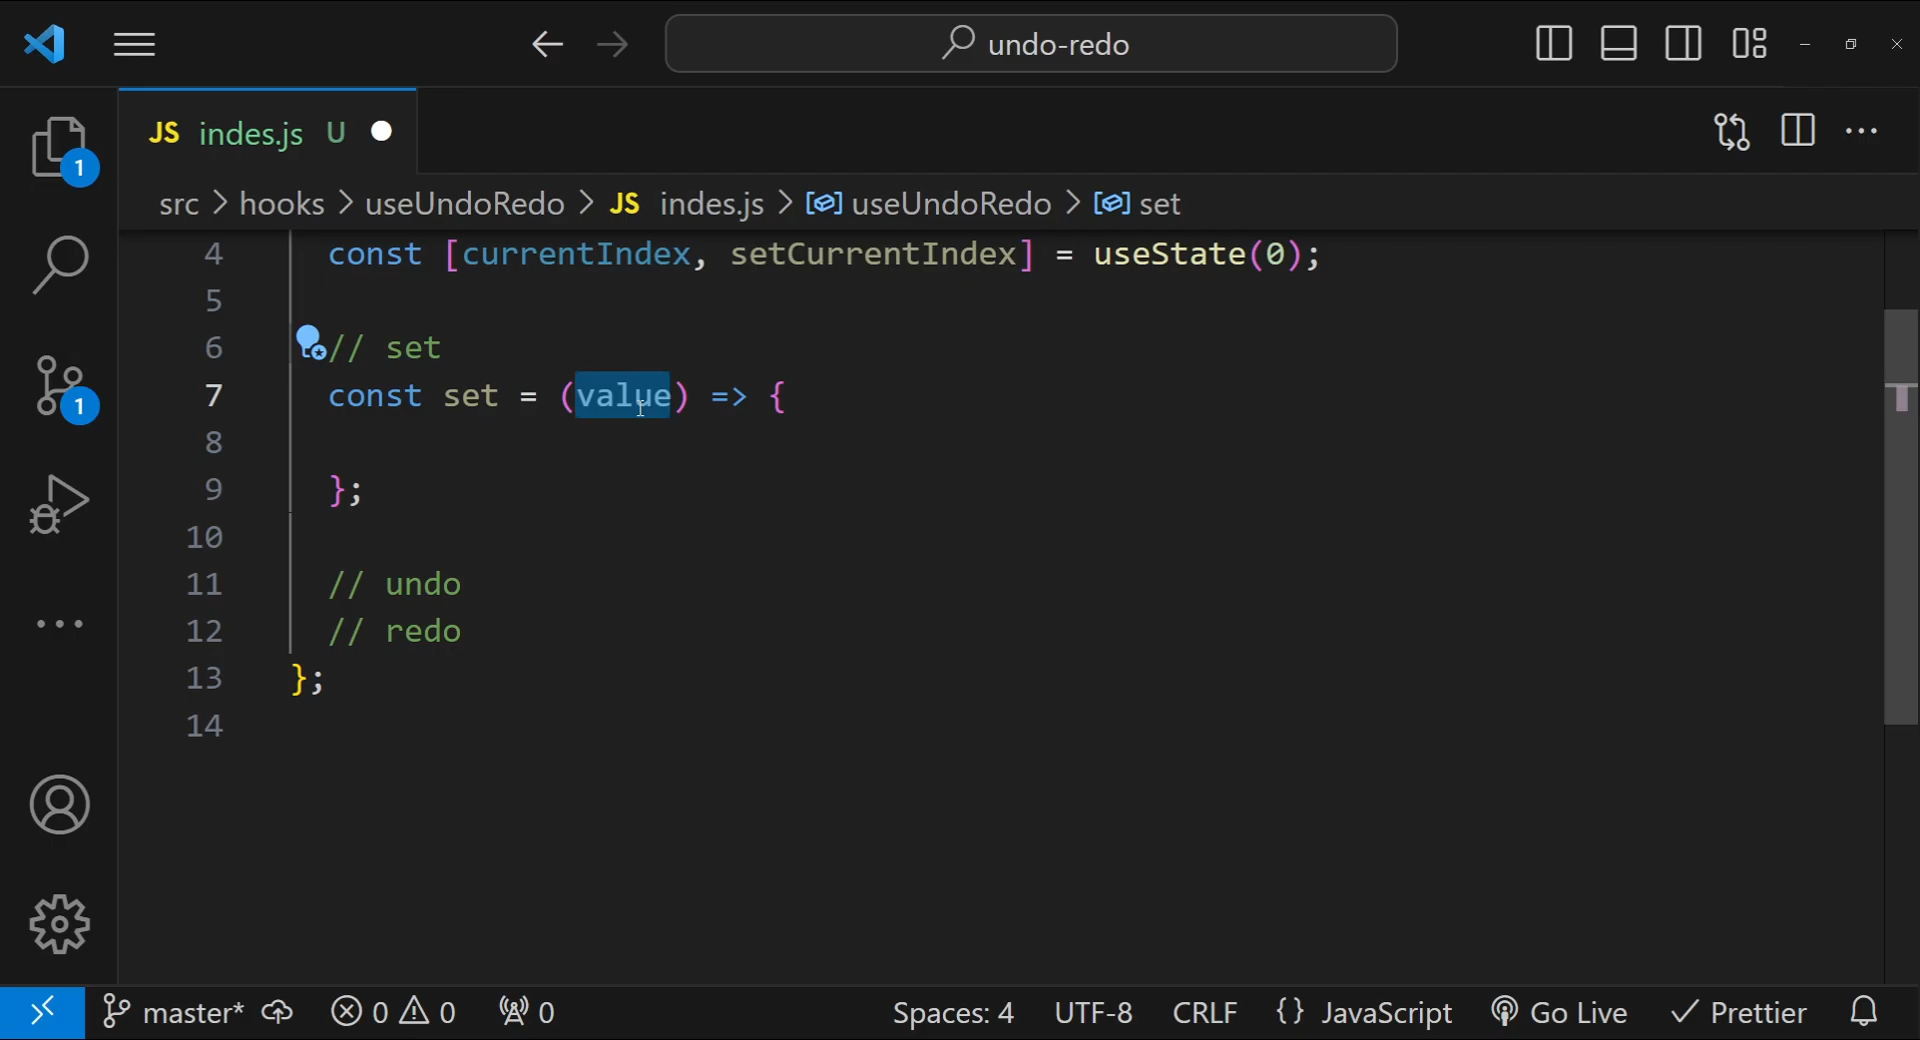 undo-redo
JS indes.js U
1
src > hooks > useUndoRedo > JS indes.js > useUndoRedo > set
4 const [currentIndex, setCurrentIndex] = useState(0);
5
6 // set
7 const set = (value) => {
8
9 };
10
11 // undo
12 // redo
13 };
14
1
master* 0 0 0 Spaces: 4 UTF-8 CRLF {} JavaScript Go Live Prettier